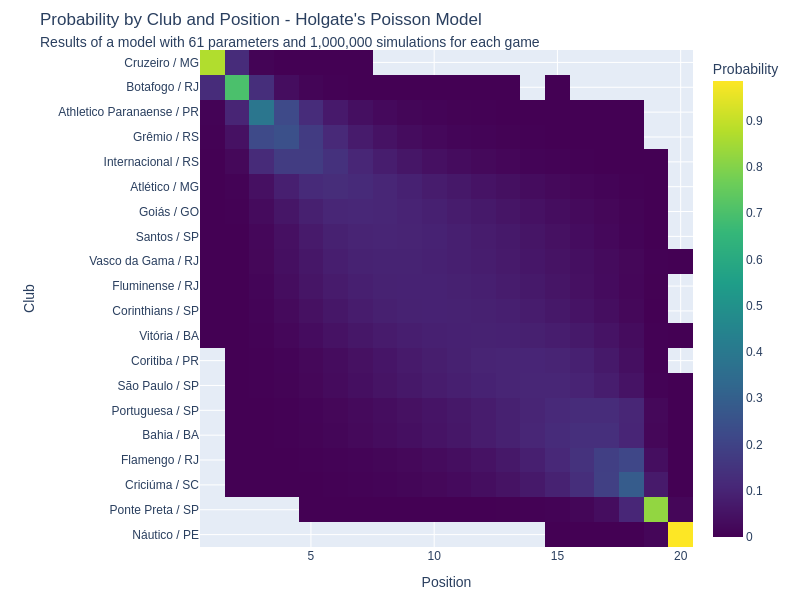 Probability by Club and Position - Holgate's Poisson Model
Results of a model with 61 parameters and 1,000,000 simulations for each game
Probability
Club
Cruzeiro / MG
Botafogo / RJ
Athletico Paranaense / PR
Grêmio / RS
Internacional / RS
Atlético / MG
Goiás / GO
Santos / SP
Vasco da Gama / RJ
Fluminense / RJ
Corinthians / SP
Vitória / BA
Coritiba / PR
São Paulo / SP
Portuguesa / SP
Bahia / BA
Flamengo / RJ
Criciúma / SC
Ponte Preta / SP
Náutico / PE
0.9
0.8
0.7
0.6
0.5
0.4
0.3
0.2
0.1
0
5 10 15 20
Position